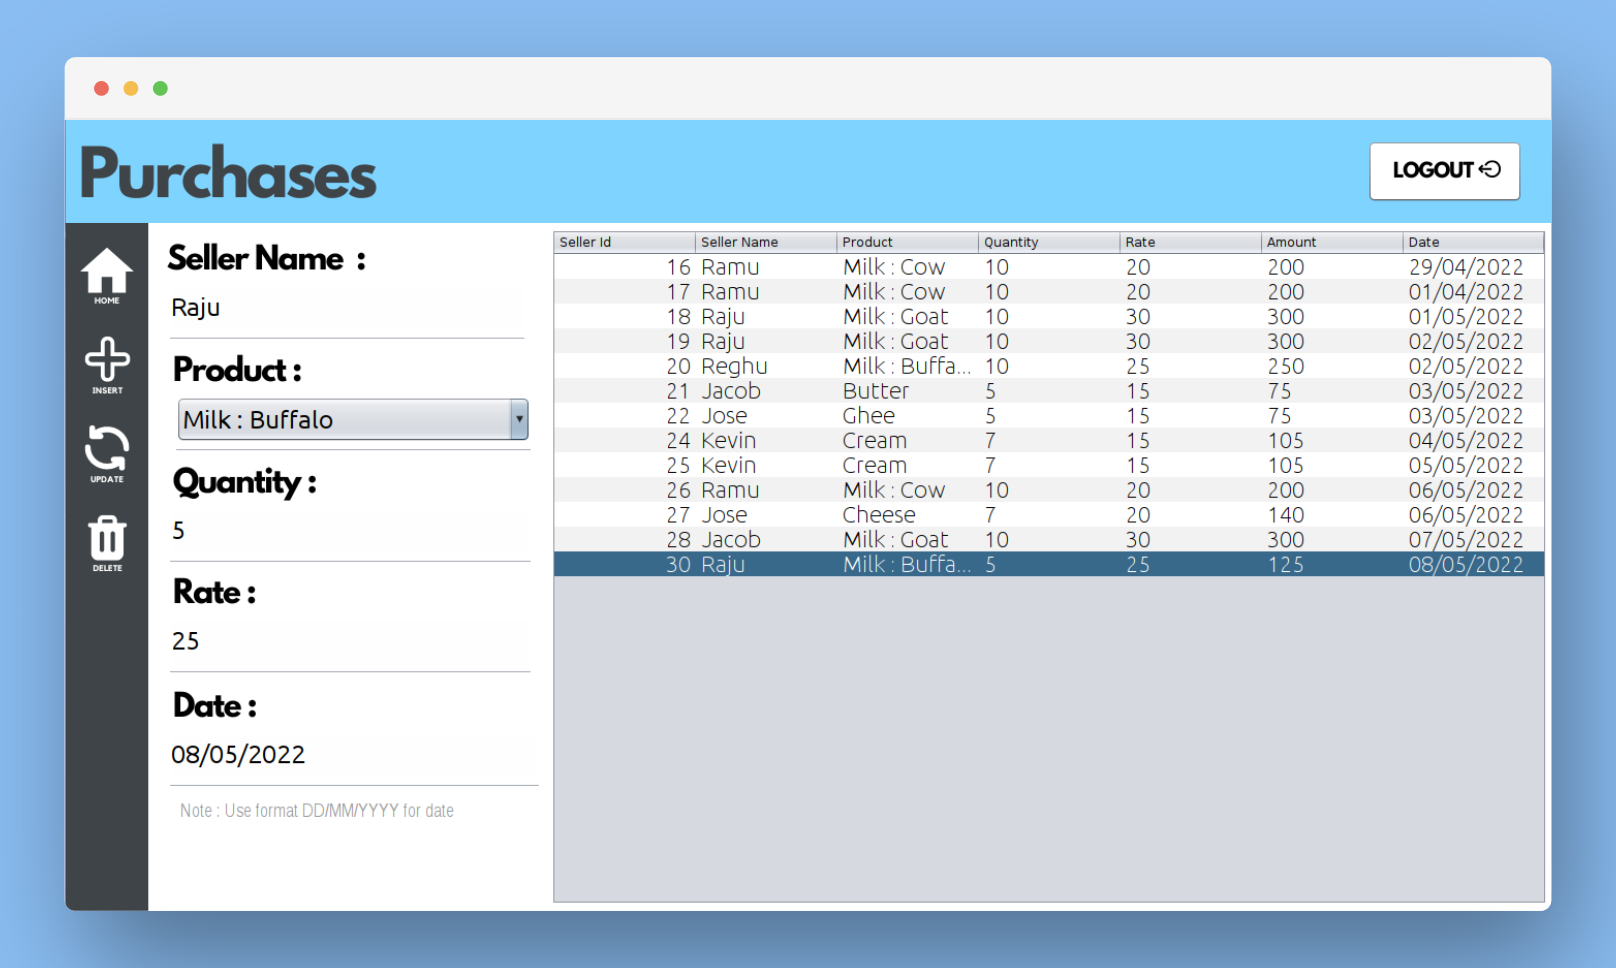 Purchases
LOGOUT
HOME
INSERT
UPDATE
DELETE
Seller Name :
Raju
Product :
Milk : Buffalo
Quantity :
5
Rate :
25
Date :
08/05/2022
Note : Use format DD/MM/YYYY for date
Seller Id Seller Name Product Quantity Rate Amount Date
16 Ramu Milk : Cow 10 20 200 29/04/2022
17 Ramu Milk : Cow 10 20 200 01/04/2022
18 Raju Milk : Goat 10 30 300 01/05/2022
19 Raju Milk : Goat 10 30 300 02/05/2022
20 Reghu Milk : Buffa... 10 25 250 02/05/2022
21 Jacob Butter 5 15 75 03/05/2022
22 Jose Ghee 5 15 75 03/05/2022
24 Kevin Cream 7 15 105 04/05/2022
25 Kevin Cream 7 15 105 05/05/2022
26 Ramu Milk : Cow 10 20 200 06/05/2022
27 Jose Cheese 7 20 140 06/05/2022
28 Jacob Milk : Goat 10 30 300 07/05/2022
30 Raju Milk : Buffa... 5 25 125 08/05/2022